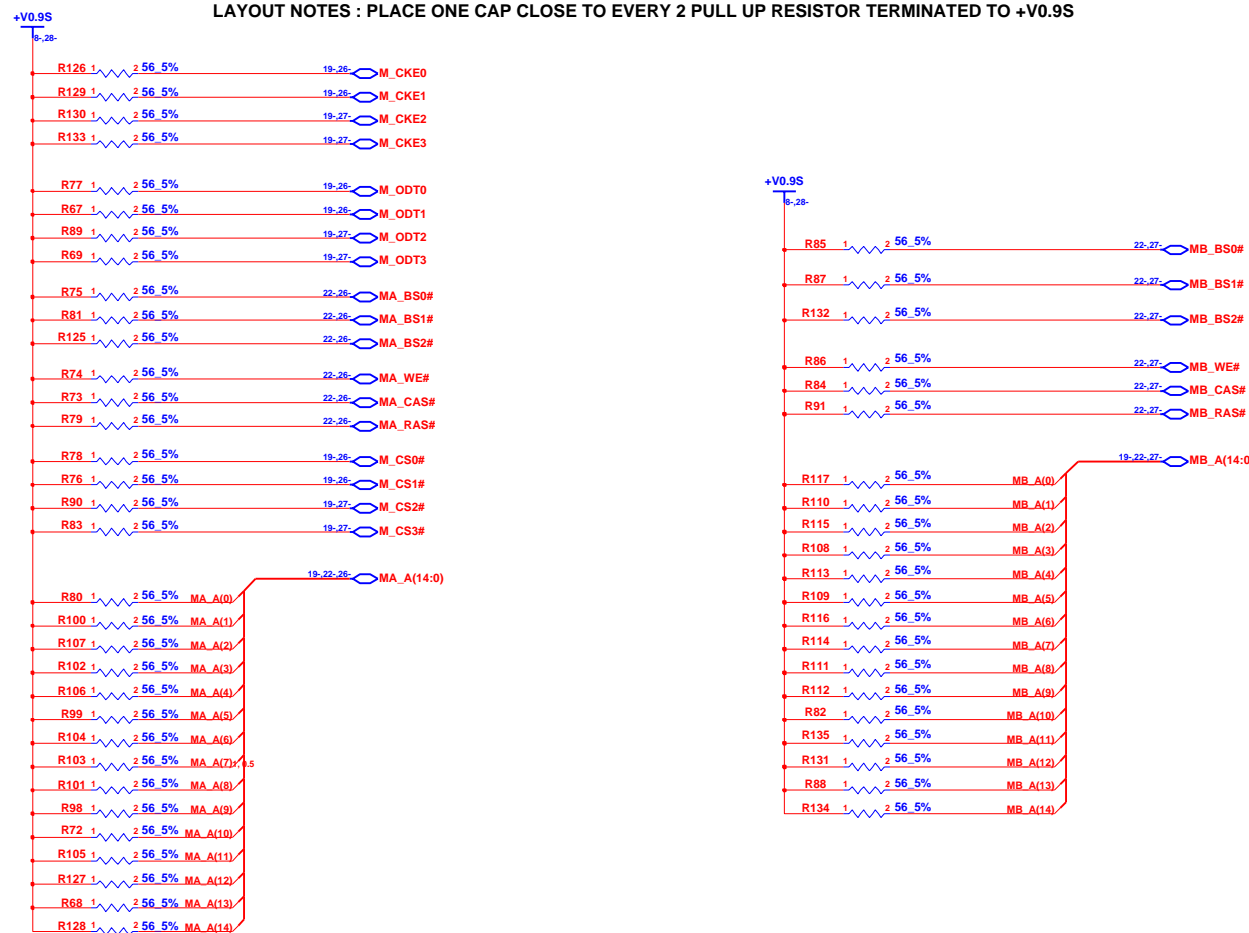 LAYOUT NOTES : PLACE ONE CAP CLOSE TO EVERY 2 PULL UP RESISTOR TERMINATED TO +V0.9S
+V0.9S
8-,28-
R126 1 2 56_5% 19-,26- M_CKE0
R129 1 2 56_5% 19-,26- M_CKE1
R130 1 2 56_5% 19-,27- M_CKE2
R133 1 2 56_5% 19-,27- M_CKE3
R77 1 2 56_5% 19-,26- M_ODT0
R67 1 2 56_5% 19-,26- M_ODT1
R89 1 2 56_5% 19-,27- M_ODT2
R69 1 2 56_5% 19-,27- M_ODT3
R75 1 2 56_5% 22-,26- MA_BS0#
R81 1 2 56_5% 22-,26- MA_BS1#
R125 1 2 56_5% 22-,26- MA_BS2#
R74 1 2 56_5% 22-,26- MA_WE#
R73 1 2 56_5% 22-,26- MA_CAS#
R79 1 2 56_5% 22-,26- MA_RAS#
R78 1 2 56_5% 19-,26- M_CS0#
R76 1 2 56_5% 19-,26- M_CS1#
R90 1 2 56_5% 19-,27- M_CS2#
R83 1 2 56_5% 19-,27- M_CS3#
19-,22-,26- MA_A(14:0)
R80 1 2 56_5% MA_A(0)
R100 1 2 56_5% MA_A(1)
R107 1 2 56_5% MA_A(2)
R102 1 2 56_5% MA_A(3)
R106 1 2 56_5% MA_A(4)
R99 1 2 56_5% MA_A(5)
R104 1 2 56_5% MA_A(6)
R103 1 2 56_5% MA_A(7)
R101 1 2 56_5% MA_A(8)
R98 1 2 56_5% MA_A(9)
R72 1 2 56_5% MA_A(10)
R105 1 2 56_5% MA_A(11)
R127 1 2 56_5% MA_A(12)
R68 1 2 56_5% MA_A(13)
R128 1 2 56_5% MA_A(14)
+V0.9S
8-,28-
R85 1 2 56_5% 22-,27- MB_BS0#
R87 1 2 56_5% 22-,27- MB_BS1#
R132 1 2 56_5% 22-,27- MB_BS2#
R86 1 2 56_5% 22-,27- MB_WE#
R84 1 2 56_5% 22-,27- MB_CAS#
R91 1 2 56_5% 22-,27- MB_RAS#
19-,22-,27- MB_A(14:0
R117 1 2 56_5% MB_A(0)
R110 1 2 56_5% MB_A(1)
R115 1 2 56_5% MB_A(2)
R108 1 2 56_5% MB_A(3)
R113 1 2 56_5% MB_A(4)
R109 1 2 56_5% MB_A(5)
R116 1 2 56_5% MB_A(6)
R114 1 2 56_5% MB_A(7)
R111 1 2 56_5% MB_A(8)
R112 1 2 56_5% MB_A(9)
R82 1 2 56_5% MB_A(10)
R135 1 2 56_5% MB_A(11)
R131 1 2 56_5% MB_A(12)
R88 1 2 56_5% MB_A(13)
R134 1 2 56_5% MB_A(14)